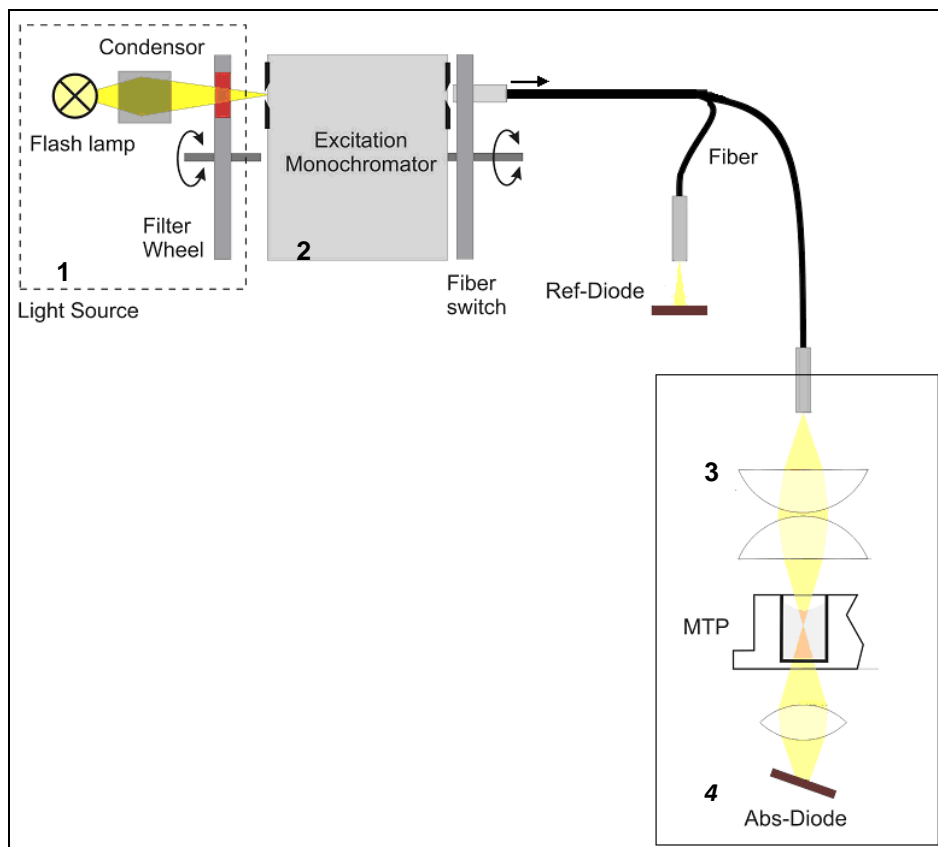 Condensor
Flash lamp
Excitation
Monochromator
Fiber
Filter
Wheel
2
1
Fiber
switch
Ref-Diode
Light Source
3
MTP
4
Abs-Diode